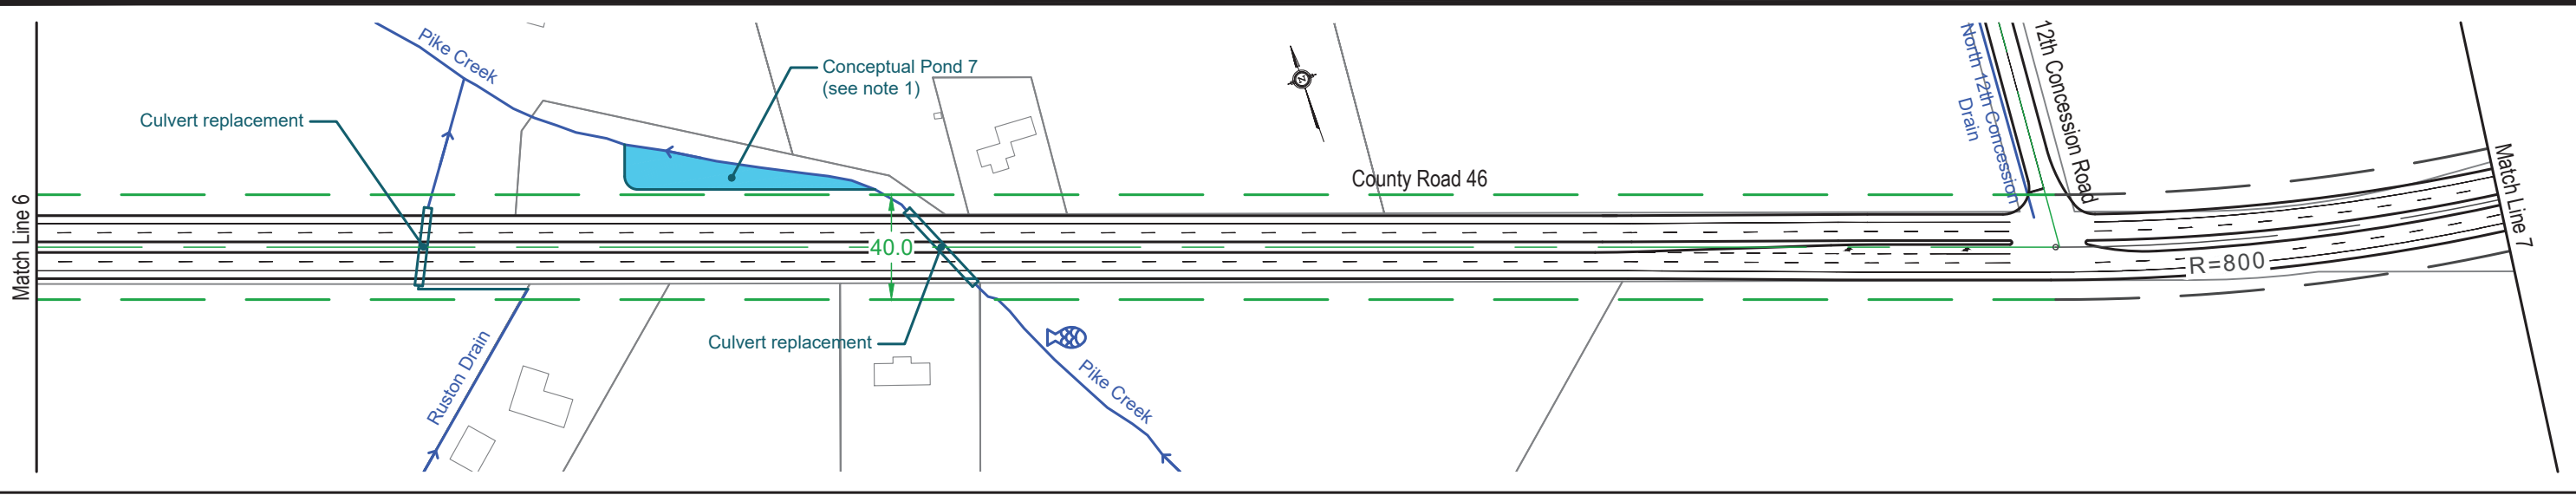 Pike Creek
Conceptual Pond 7
(see note 1)
Culvert replacement
N
North 12th Concession
Drain
12th Concession Road
County Road 46
Match Line 6
Match Line 7
40.0
R=800
Culvert replacement
Ruston Drain
Pike Creek